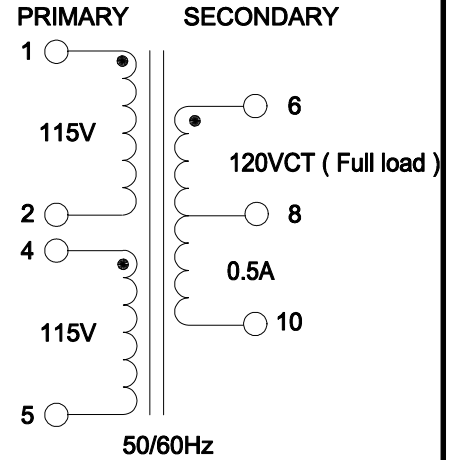 PRIMARY SECONDARY
1
6
115V
120VCT ( Full load )
2
8
4
0.5A
10
115V
5
50/60Hz